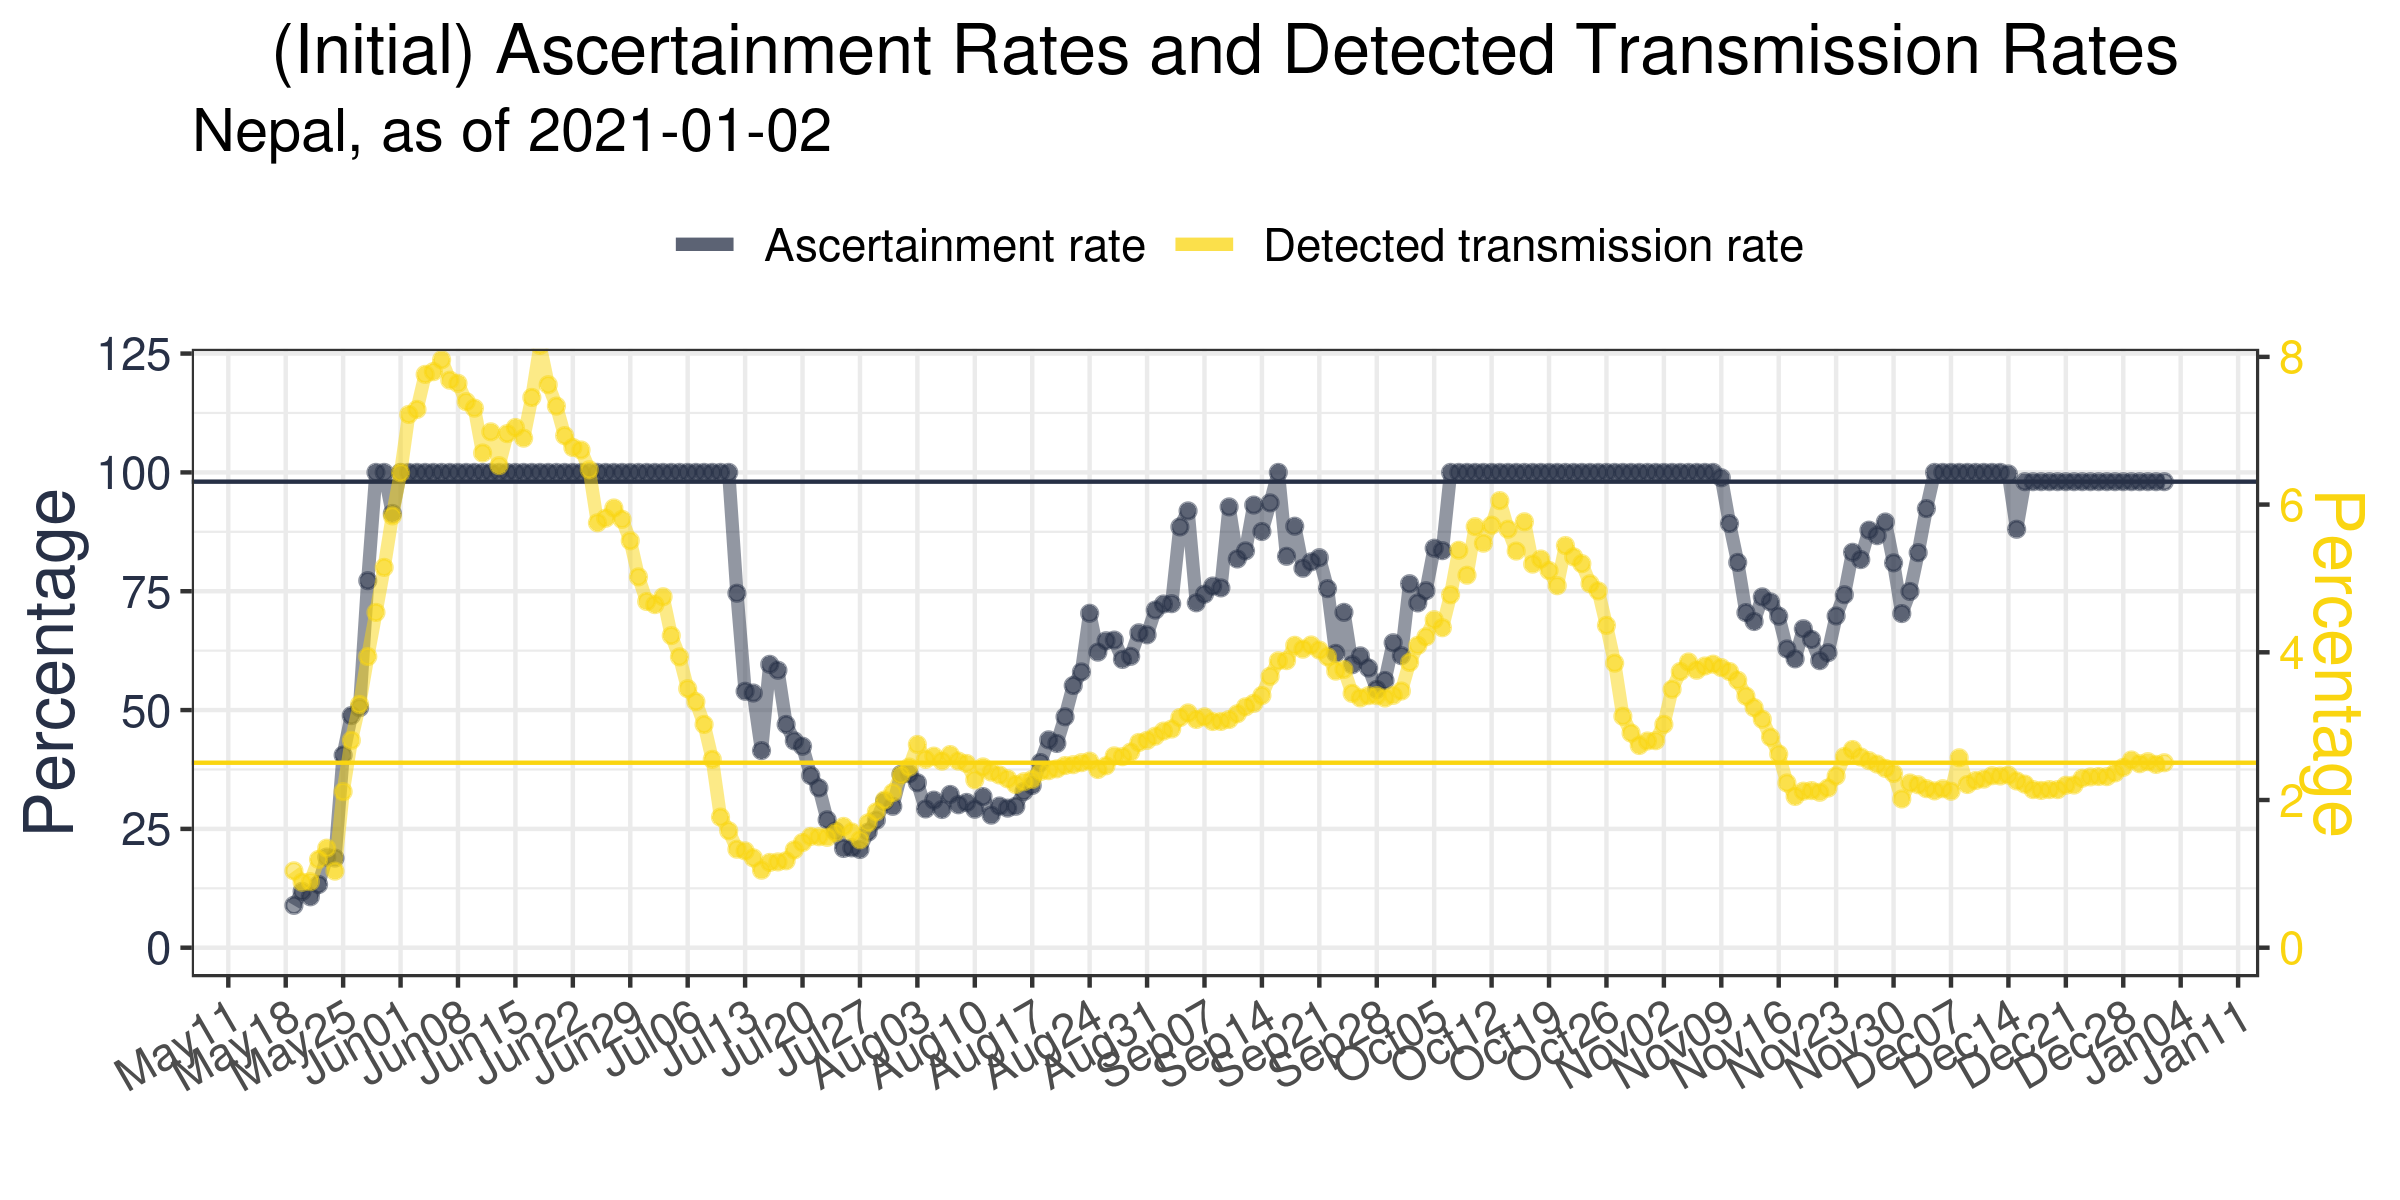 (Initial) Ascertainment Rates and Detected Transmission Rates
Nepal, as of 2021-01-02
Ascertainment rate
Detected transmission rate
Percentage
125
100
75
50
25
0
8
6
4
2
0
Percentage
May11
May18
May25
Jun01
Jun08
Jun15
Jun22
Jun29
Jul06
Jul13
Jul20
Jul27
Aug03
Aug10
Aug17
Aug24
Aug31
Sep07
Sep14
Sep21
Sep28
Oct05
Oct12
Oct19
Oct26
Nov02
Nov09
Nov16
Nov23
Nov30
Dec07
Dec14
Dec21
Dec28
Jan04
Jan11